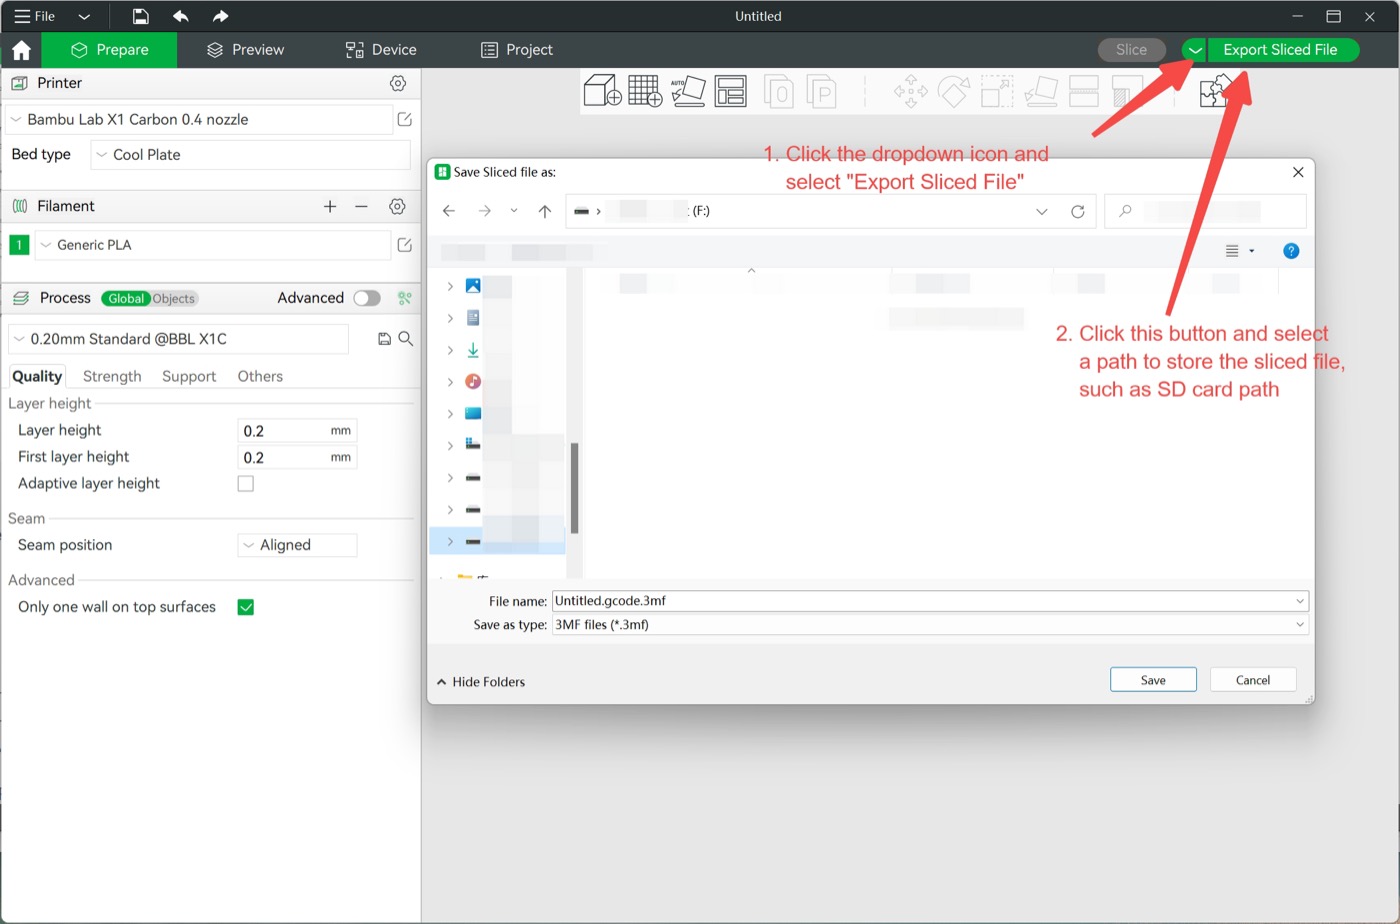 File
Untitled
Prepare
Preview
Device
Project
Slice
Export Sliced File
Printer
Bambu Lab X1 Carbon 0.4 nozzle
Bed type
Cool Plate
Filament
1
Generic PLA
Process
Global
Objects
Advanced
0.20mm Standard @BBL X1C
Quality
Strength
Support
Others
Layer height
Layer height
0.2
mm
First layer height
0.2
mm
Adaptive layer height
Seam
Seam position
Aligned
Advanced
Only one wall on top surfaces
AUTO
O
P
1. Click the dropdown icon and
select "Export Sliced File"
Save Sliced file as:
: (F:)
?
2. Click this button and select
a path to store the sliced file,
such as SD card path
File name:
Untitled.gcode.3mf
Save as type:
3MF files (*.3mf)
Hide Folders
Save
Cancel